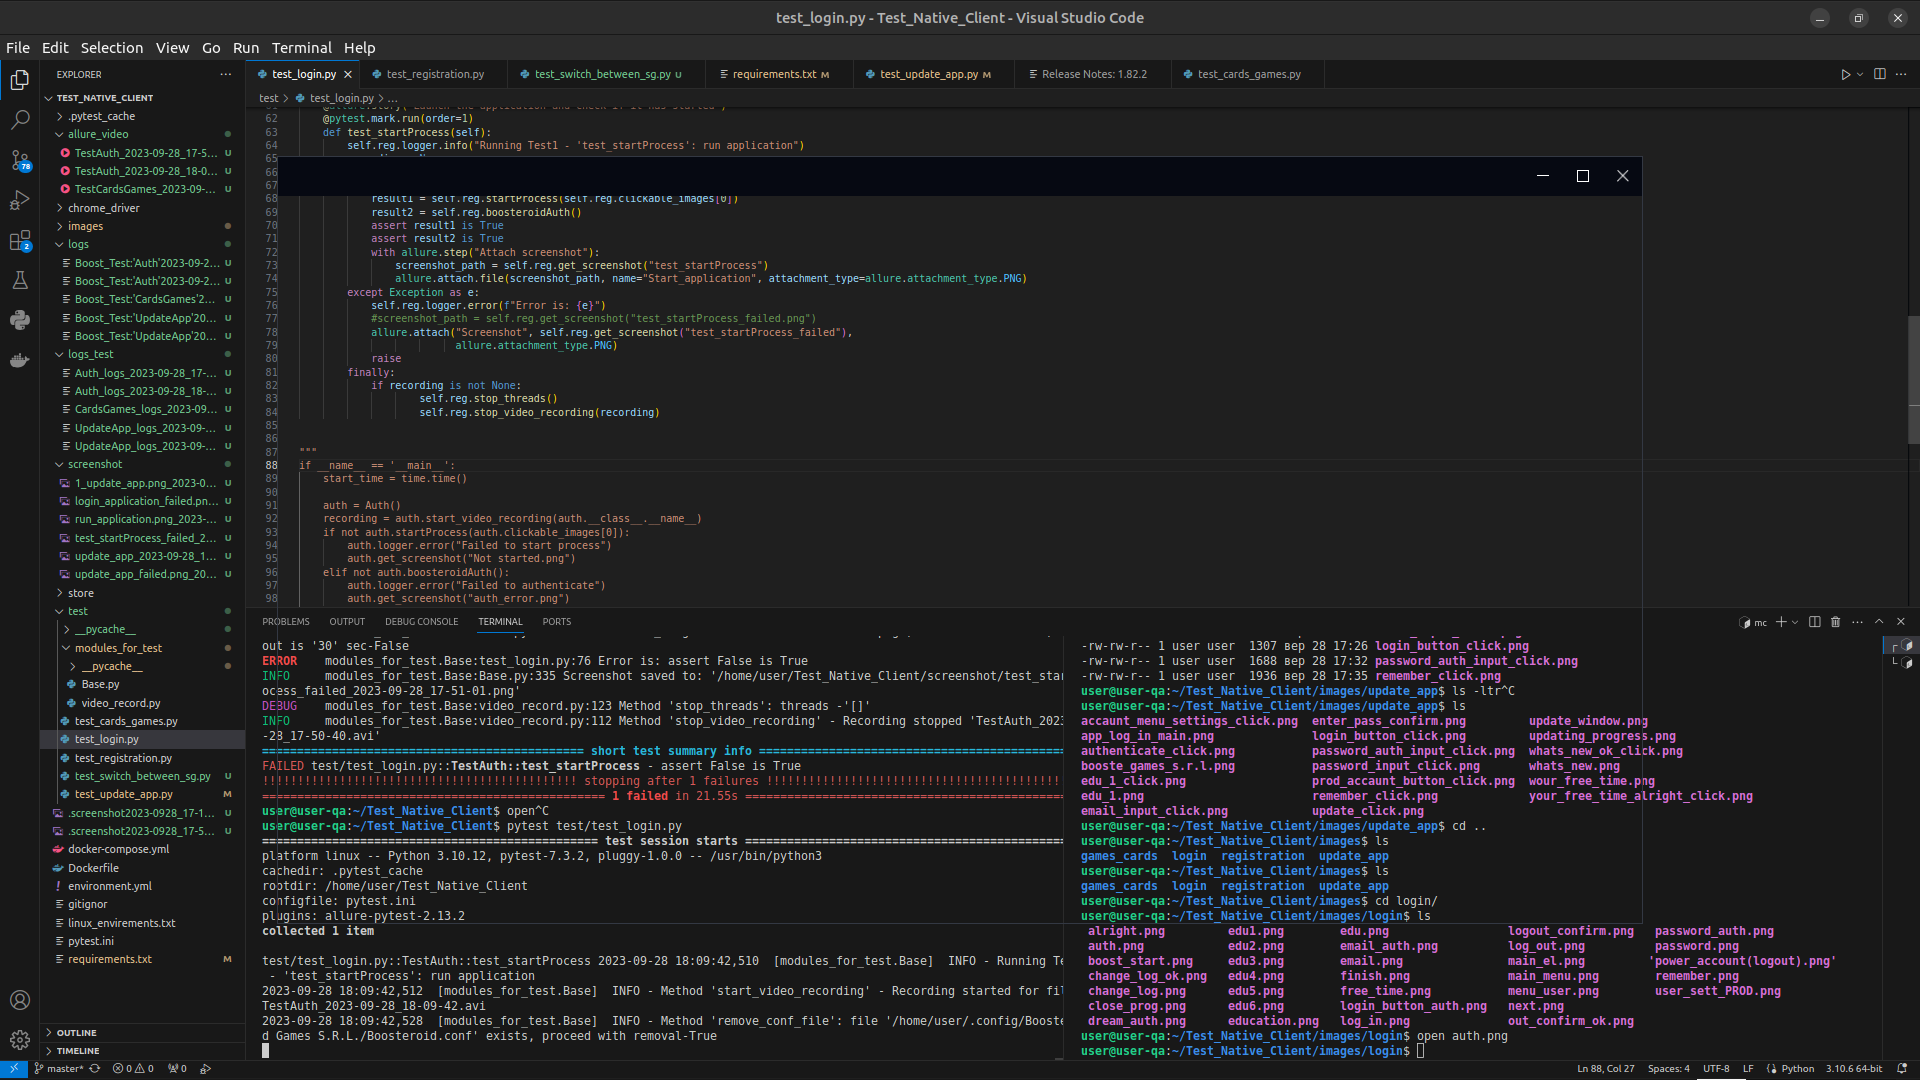 test_login.py - Test_Native_Client - Visual Studio Code
File Edit Selection View Go Run Terminal Help
EXPLORER
test_login.py
test_registration.py
test_switch_between_sg.py U
requirements.txt M
test_update_app.py M
Release Notes: 1.82.2
test_cards_games.py
test > test_login.py > ...
TEST_NATIVE_CLIENT
.pytest_cache
allure_video
TestAuth_2023-09-28_17-5... U
TestAuth_2023-09-28_18-0... U
TestCardsGames_2023-09-... U
chrome_driver
images
logs
Boost_Test:'Auth'2023-09-2... U
Boost_Test:'Auth'2023-09-2... U
Boost_Test:'CardsGames'2... U
Boost_Test:'UpdateApp'20... U
Boost_Test:'UpdateApp'20... U
logs_test
Auth_logs_2023-09-28_17-... U
Auth_logs_2023-09-28_18-... U
CardsGames_logs_2023-09... U
UpdateApp_logs_2023-09-... U
UpdateApp_logs_2023-09-... U
screenshot
1_update_app.png_2023-0... U
login_application_failed.pn... U
run_application.png_2023-... U
test_startProcess_failed_2... U
update_app_2023-09-28_1... U
update_app_failed.png_20... U
store
test
__pycache__
modules_for_test
__pycache__
Base.py
video_record.py
test_cards_games.py
test_login.py
test_registration.py
test_switch_between_sg.py U
test_update_app.py M
.screenshot2023-0928_17-1... U
.screenshot2023-0928_17-5... U
docker-compose.yml
Dockerfile
environment.yml
gitignor
linux_envirements.txt
pytest.ini
requirements.txt M
OUTLINE
TIMELINE
78
2
62 @pytest.mark.run(order=1)
63 def test_startProcess(self):
64 self.reg.logger.info("Running Test1 - 'test_startProcess': run application")
65
66
67
68 result1 = self.reg.startProcess(self.reg.clickable_images[0])
69 result2 = self.reg.boosteroidAuth()
70 assert result1 is True
71 assert result2 is True
72 with allure.step("Attach screenshot"):
73 screenshot_path = self.reg.get_screenshot("test_startProcess")
74 allure.attach.file(screenshot_path, name="Start_application", attachment_type=allure.attachment_type.PNG)
75 except Exception as e:
76 self.reg.logger.error(f"Error is: {e}")
77 #screenshot_path = self.reg.get_screenshot("test_startProcess_failed.png")
78 allure.attach("Screenshot", self.reg.get_screenshot("test_startProcess_failed"),
79 allure.attachment_type.PNG)
80 raise
81 finally:
82 if recording is not None:
83 self.reg.stop_threads()
84 self.reg.stop_video_recording(recording)
85
86
87 """
88 if __name__ == '__main__':
89 start_time = time.time()
90
91 auth = Auth()
92 recording = auth.start_video_recording(auth.__class__.__name__)
93 if not auth.startProcess(auth.clickable_images[0]):
94 auth.logger.error("Failed to start process")
95 auth.get_screenshot("Not started.png")
96 elif not auth.boosteroidAuth():
97 auth.logger.error("Failed to authenticate")
98 auth.get_screenshot("auth_error.png")
PROBLEMS OUTPUT DEBUG CONSOLE TERMINAL PORTS
mc
out is '30' sec-False
ERROR modules_for_test.Base:test_login.py:76 Error is: assert False is True
INFO modules_for_test.Base:Base.py:335 Screenshot saved to: '/home/user/Test_Native_Client/screenshot/test_star
ocess_failed_2023-09-28_17-51-01.png'
DEBUG modules_for_test.Base:video_record.py:123 Method 'stop_threads': threads -'[]'
INFO modules_for_test.Base:video_record.py:112 Method 'stop_video_recording' - Recording stopped 'TestAuth_2023
-28_17-50-40.avi'
short test summary info
FAILED test/test_login.py::TestAuth::test_startProcess - assert False is True
stopping after 1 failures
1 failed in 21.55s
user@user-qa:~/Test_Native_Client$ open^C
user@user-qa:~/Test_Native_Client$ pytest test/test_login.py
test session starts
platform linux -- Python 3.10.12, pytest-7.3.2, pluggy-1.0.0 -- /usr/bin/python3
cachedir: .pytest_cache
rootdir: /home/user/Test_Native_Client
configfile: pytest.ini
plugins: allure-pytest-2.13.2
collected 1 item
test/test_login.py::TestAuth::test_startProcess 2023-09-28 18:09:42,510 [modules_for_test.Base] INFO - Running Te
- 'test_startProcess': run application
2023-09-28 18:09:42,512 [modules_for_test.Base] INFO - Method 'start_video_recording' - Recording started for fil
TestAuth_2023-09-28_18-09-42.avi
2023-09-28 18:09:42,528 [modules_for_test.Base] INFO - Method 'remove_conf_file': file '/home/user/.config/Booste
d Games S.R.L./Boosteroid.conf' exists, proceed with removal-True
-rw-rw-r-- 1 user user 1307 вер 28 17:26 login_button_click.png
-rw-rw-r-- 1 user user 1688 вер 28 17:32 password_auth_input_click.png
-rw-rw-r-- 1 user user 1936 вер 28 17:35 remember_click.png
user@user-qa:~/Test_Native_Client/images/update_app$ ls -ltr^C
user@user-qa:~/Test_Native_Client/images/update_app$ ls
accaunt_menu_settings_click.png enter_pass_confirm.png update_window.png
app_log_in_main.png login_button_click.png updating_progress.png
authenticate_click.png password_auth_input_click.png whats_new_ok_click.png
booste_games_s.r.l.png password_input_click.png whats_new.png
edu_1_click.png prod_accaunt_button_click.png wour_free_time.png
edu_1.png remember_click.png your_free_time_alright_click.png
email_input_click.png update_click.png
user@user-qa:~/Test_Native_Client/images/update_app$ cd ..
user@user-qa:~/Test_Native_Client/images$ ls
games_cards login registration update_app
user@user-qa:~/Test_Native_Client/images$ ls
games_cards login registration update_app
user@user-qa:~/Test_Native_Client/images$ cd login/
user@user-qa:~/Test_Native_Client/images/login$ ls
alright.png edu1.png edu.png logout_confirm.png password_auth.png
auth.png edu2.png email_auth.png log_out.png password.png
boost_start.png edu3.png email.png main_el.png 'power_account(logout).png'
change_log_ok.png edu4.png finish.png main_menu.png remember.png
change_log.png edu5.png free_time.png menu_user.png user_sett_PROD.png
close_prog.png edu6.png login_button_auth.png next.png
dream_auth.png education.png log_in.png out_confirm_ok.png
user@user-qa:~/Test_Native_Client/images/login$ open auth.png
user@user-qa:~/Test_Native_Client/images/login$
master* 0 0 0
Ln 88, Col 27 Spaces: 4 UTF-8 LF Python 3.10.6 64-bit